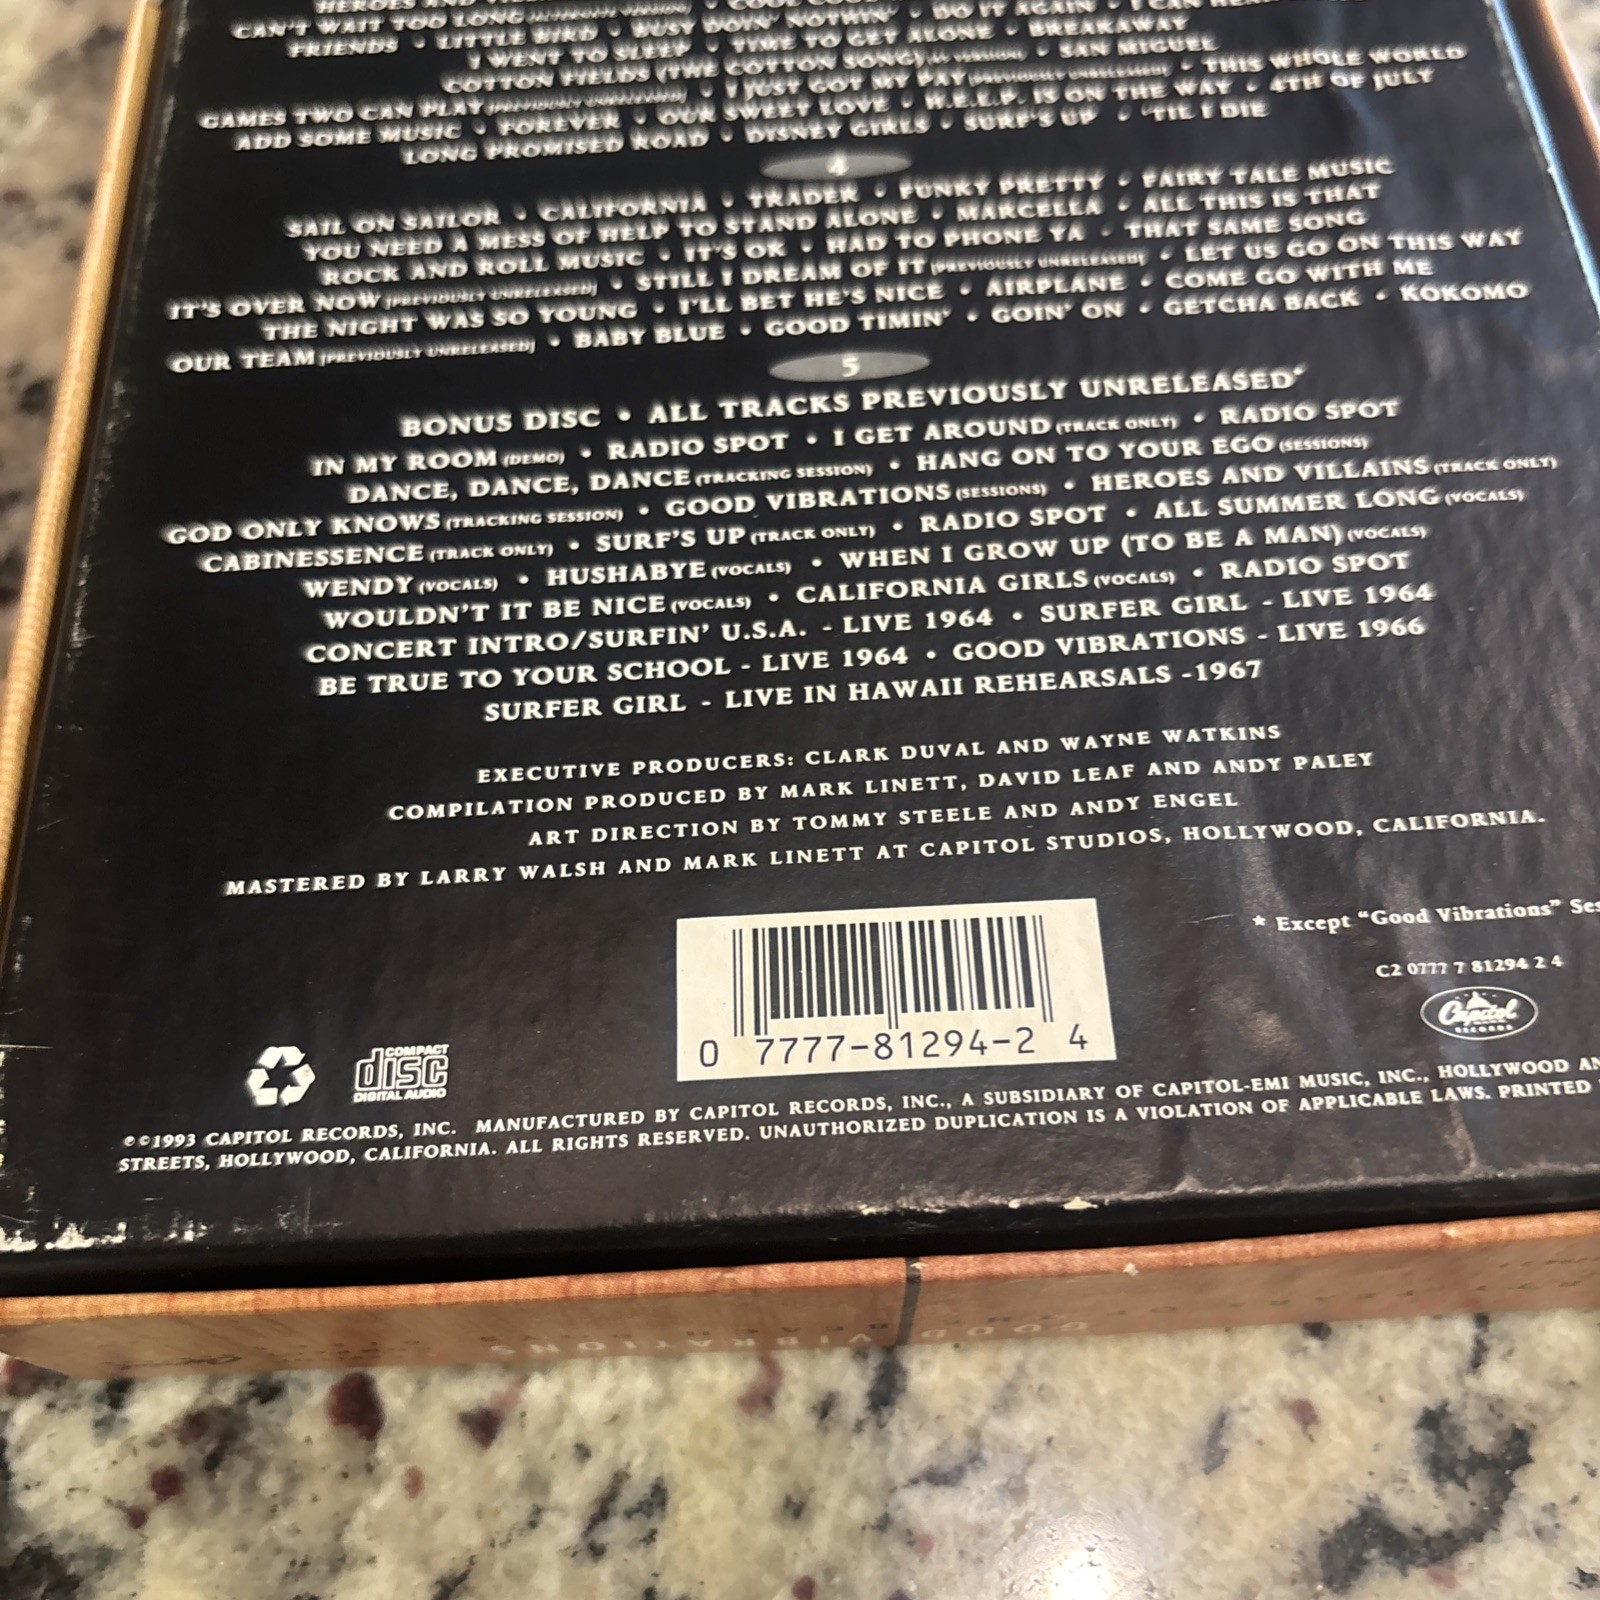 CAN'T WAIT TOO LONG (ALTERNATE VERSION) • COOL COOL • DO IT AGAIN • I CAN HEAR
FRIENDS • LITTLE BIRD • BUSY DOIN' NOTHIN' •
I WENT TO SLEEP • TIME TO GET ALONE • BREAKAWAY
COTTON FIELDS (THE COTTON SONG) • SAN MIGUEL
GAMES TWO CAN PLAY (PREVIOUSLY UNRELEASED) • I JUST GOT MY PAY (PREVIOUSLY UNRELEASED) • THIS WHOLE WORLD
ADD SOME MUSIC • FOREVER • OUR SWEET LOVE • H.E.L.P. IS ON THE WAY • 4TH OF JULY
LONG PROMISED ROAD • DISNEY GIRLS • SURF'S UP • 'TIL I DIE
4
SAIL ON SAILOR • CALIFORNIA • TRADER • FUNKY PRETTY • FAIRY TALE MUSIC
YOU NEED A MESS OF HELP TO STAND ALONE • MARCELLA • ALL THIS IS THAT
ROCK AND ROLL MUSIC • IT'S OK • HAD TO PHONE YA • THAT SAME SONG
IT'S OVER NOW (PREVIOUSLY UNRELEASED) • STILL I DREAM OF IT (PREVIOUSLY UNRELEASED) • LET US GO ON THIS WAY
THE NIGHT WAS SO YOUNG • I'LL BET HE'S NICE • AIRPLANE • COME GO WITH ME
OUR TEAM (PREVIOUSLY UNRELEASED) • BABY BLUE • GOOD TIMIN' • GOIN' ON • GETCHA BACK • KOKOMO
5
BONUS DISC • ALL TRACKS PREVIOUSLY UNRELEASED*
IN MY ROOM (DEMO) • RADIO SPOT • I GET AROUND (TRACK ONLY) • RADIO SPOT
DANCE, DANCE, DANCE (TRACKING SESSION) • HANG ON TO YOUR EGO (SESSIONS)
GOD ONLY KNOWS (TRACKING SESSION) • GOOD VIBRATIONS (SESSIONS) • HEROES AND VILLAINS (TRACK ONLY)
CABINESSENCE (TRACK ONLY) • SURF'S UP (TRACK ONLY) • RADIO SPOT • ALL SUMMER LONG (VOCALS)
WENDY (VOCALS) • HUSHABYE (VOCALS) • WHEN I GROW UP (TO BE A MAN) (VOCALS)
WOULDN'T IT BE NICE (VOCALS) • CALIFORNIA GIRLS (VOCALS) • RADIO SPOT
CONCERT INTRO/SURFIN' U.S.A. - LIVE 1964 • SURFER GIRL - LIVE 1964
BE TRUE TO YOUR SCHOOL - LIVE 1964 • GOOD VIBRATIONS - LIVE 1966
SURFER GIRL - LIVE IN HAWAII REHEARSALS -1967
EXECUTIVE PRODUCERS: CLARK DUVAL AND WAYNE WATKINS
COMPILATION PRODUCED BY MARK LINETT, DAVID LEAF AND ANDY PALEY
ART DIRECTION BY TOMMY STEELE AND ANDY ENGEL
MASTERED BY LARRY WALSH AND MARK LINETT AT CAPITOL STUDIOS, HOLLYWOOD, CALIFORNIA.
* Except "Good Vibrations" Ses
C2 0777 7 81294 2 4
Capitol
RECORDS
0 7777-81294-2 4
COMPACT
disc
DIGITAL AUDIO
℗©1993 CAPITOL RECORDS, INC. MANUFACTURED BY CAPITOL RECORDS, INC., A SUBSIDIARY OF CAPITOL-EMI MUSIC, INC., HOLLYWOOD AN
STREETS, HOLLYWOOD, CALIFORNIA. ALL RIGHTS RESERVED. UNAUTHORIZED DUPLICATION IS A VIOLATION OF APPLICABLE LAWS. PRINTED
GOOD VIBRATIONS